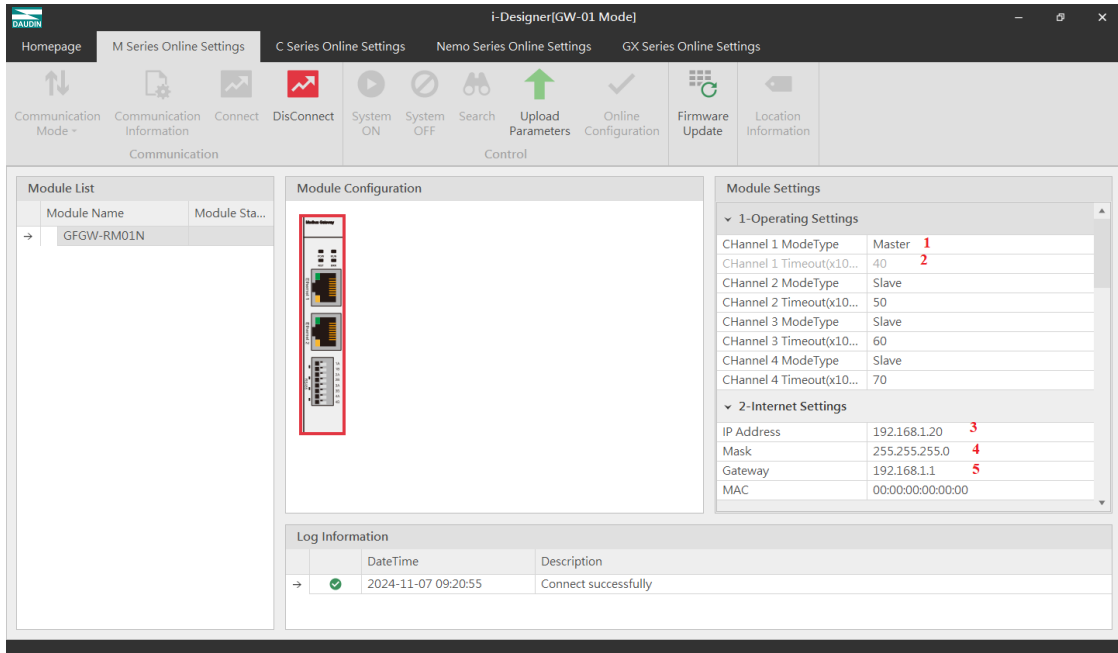 DAUDIN
i-Designer[GW-01 Mode]
Homepage
M Series Online Settings
C Series Online Settings
Nemo Series Online Settings
GX Series Online Settings
Communication Mode
Communication Information
Connect
DisConnect
System ON
System OFF
Search
Upload Parameters
Online Configuration
Firmware Update
Location Information
Communication
Control
Module List
Module Name Module Sta...
GFGW-RM01N
Module Configuration
Modbus Gateway
Ethernet 1
Ethernet 2
Module Settings
1-Operating Settings
CHannel 1 ModeType Master 1
CHannel 1 Timeout(x10... 40 2
CHannel 2 ModeType Slave
CHannel 2 Timeout(x10... 50
CHannel 3 ModeType Slave
CHannel 3 Timeout(x10... 60
CHannel 4 ModeType Slave
CHannel 4 Timeout(x10... 70
2-Internet Settings
IP Address 192.168.1.20 3
Mask 255.255.255.0 4
Gateway 192.168.1.1 5
MAC 00:00:00:00:00:00
Log Information
DateTime Description
2024-11-07 09:20:55 Connect successfully